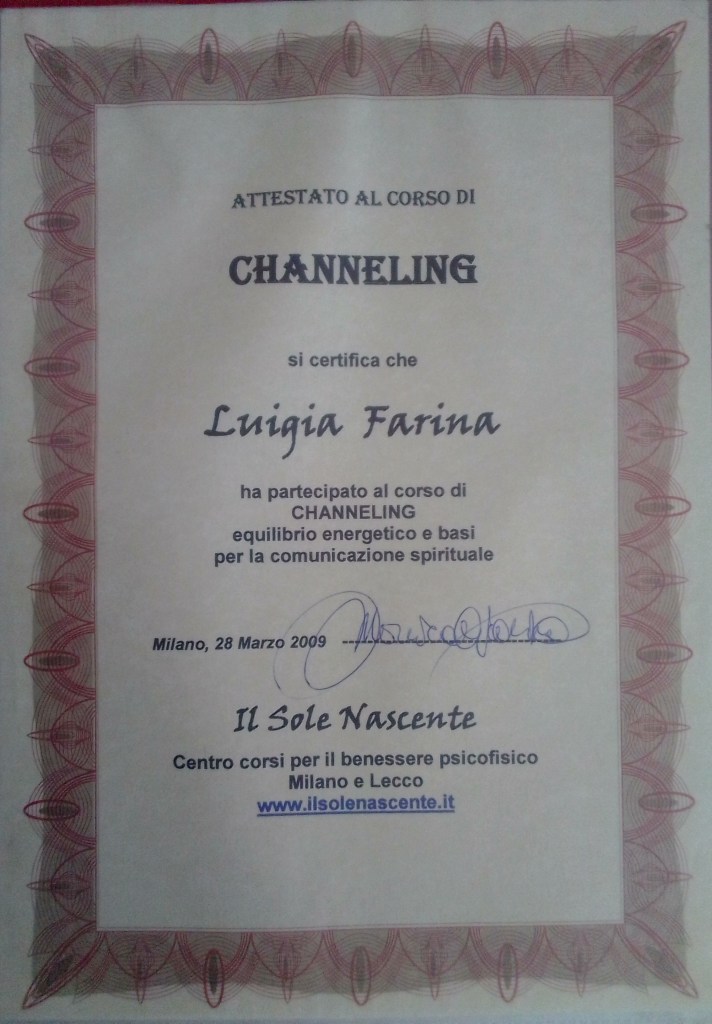 ATTESTATO AL CORSO DI
CHANNELING
si certifica che
Luigia Farina
ha partecipato al corso di
CHANNELING
equilibrio energetico e basi
per la comunicazione spirituale
Milano, 28 Marzo 2009
Il Sole Nascente
Centro corsi per il benessere psicofisico
Milano e Lecco
www.ilsolenascente.it